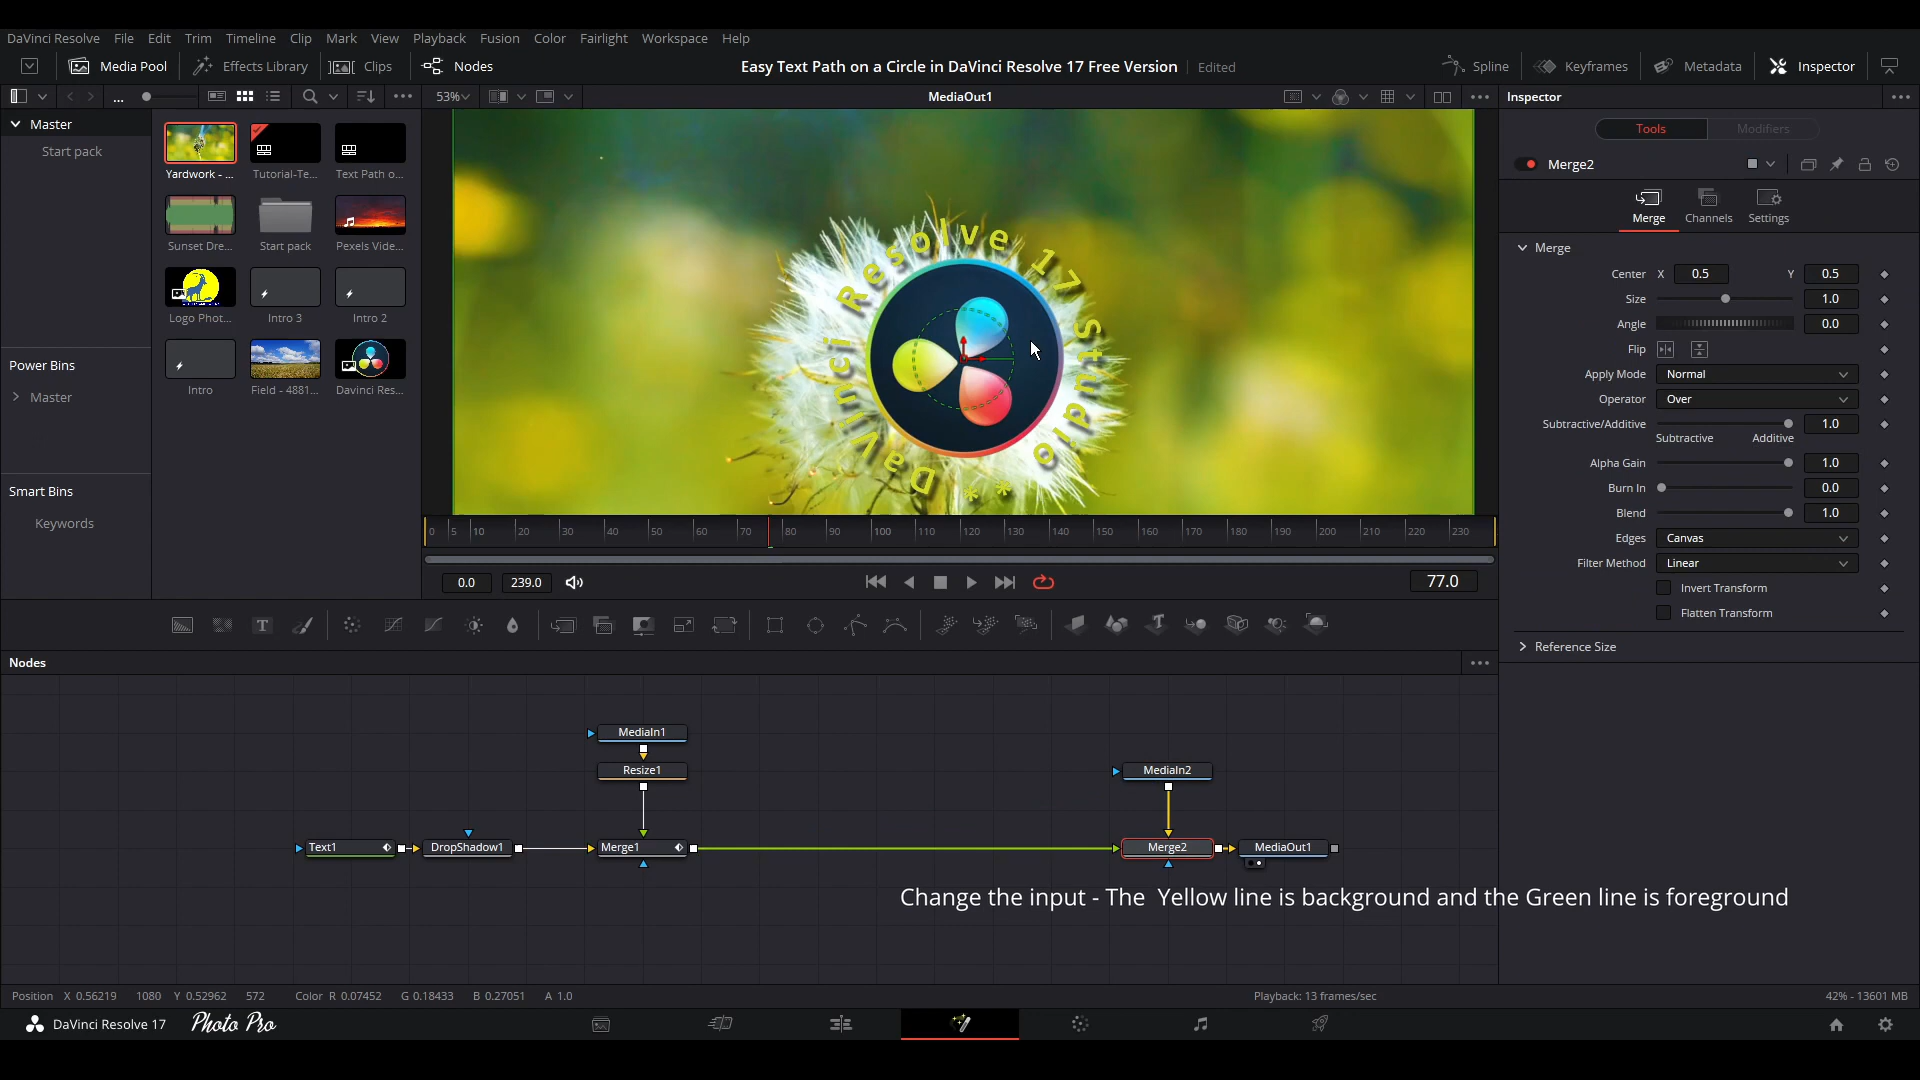 DaVinci Resolve File Edit Trim Timeline Clip Mark View Playback Fusion Color Fairlight Workspace Help
Media Pool Effects Library Clips Nodes Easy Text Path on a Circle in DaVinci Resolve 17 Free Version Edited Spline Keyframes Metadata Inspector
... 53% MediaOut1 Inspector
Master
Start pack
Yardwork - ... Tutorial-Te... Text Path o...
Sunset Dre... Start pack Pexels Vide...
Logo Phot... Intro 3 Intro 2
Intro Field - 4881... Davinci Res...
Power Bins
Master
Smart Bins
Keywords
** DaVinci Resolve 17 Studio
0 5 10 20 30 40 50 60 70 80 90 100 110 120 130 140 150 160 170 180 190 200 210 220 230
0.0 239.0 77.0
Tools Modifiers
Merge2
Merge Channels Settings
Merge
Center X 0.5 Y 0.5
Size 1.0
Angle 0.0
Flip
Apply Mode Normal
Operator Over
Subtractive/Additive 1.0
Subtractive Additive
Alpha Gain 1.0
Burn In 0.0
Blend 1.0
Edges Canvas
Filter Method Linear
Invert Transform
Flatten Transform
Reference Size
T
Nodes
MediaIn1
Resize1 MediaIn2
Text1 DropShadow1 Merge1 Merge2 MediaOut1
Change the input - The  Yellow line is background and the Green line is foreground
Position X 0.56219 1080 Y 0.52962 572 Color R 0.07452 G 0.18433 B 0.27051 A 1.0 Playback: 13 frames/sec 42% - 13601 MB
DaVinci Resolve 17 Photo Pro